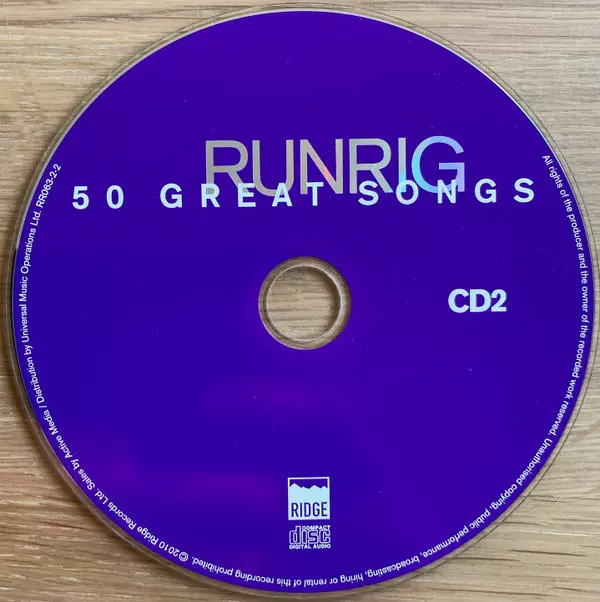 RUNRIG
50 GREAT SONGS
CD2
RIDGE
COMPACT
disc
DIGITAL AUDIO
All rights of the producer and the owner of the recorded work reserved. Unauthorised copying, public performance, broadcasting, hiring or rental of this recording prohibited. © 2010 Ridge Records Ltd. Sales by Active Media / Distribution by Universal Music Operations Ltd. RR063-2-2